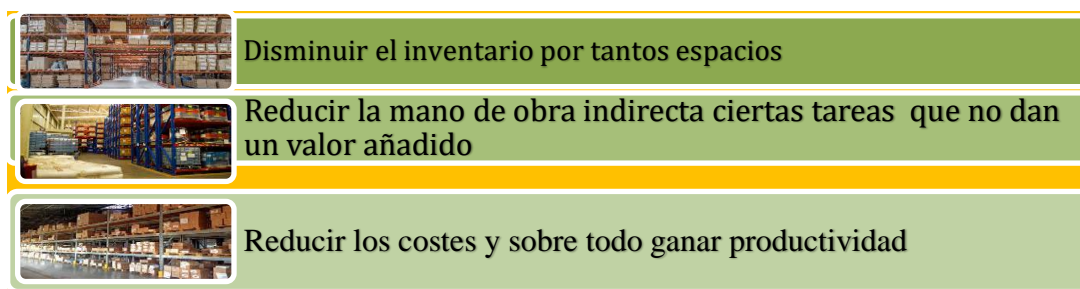 Disminuir el inventario por tantos espacios
Reducir la mano de obra indirecta ciertas tareas  que no dan
un valor añadido
Reducir los costes y sobre todo ganar productividad